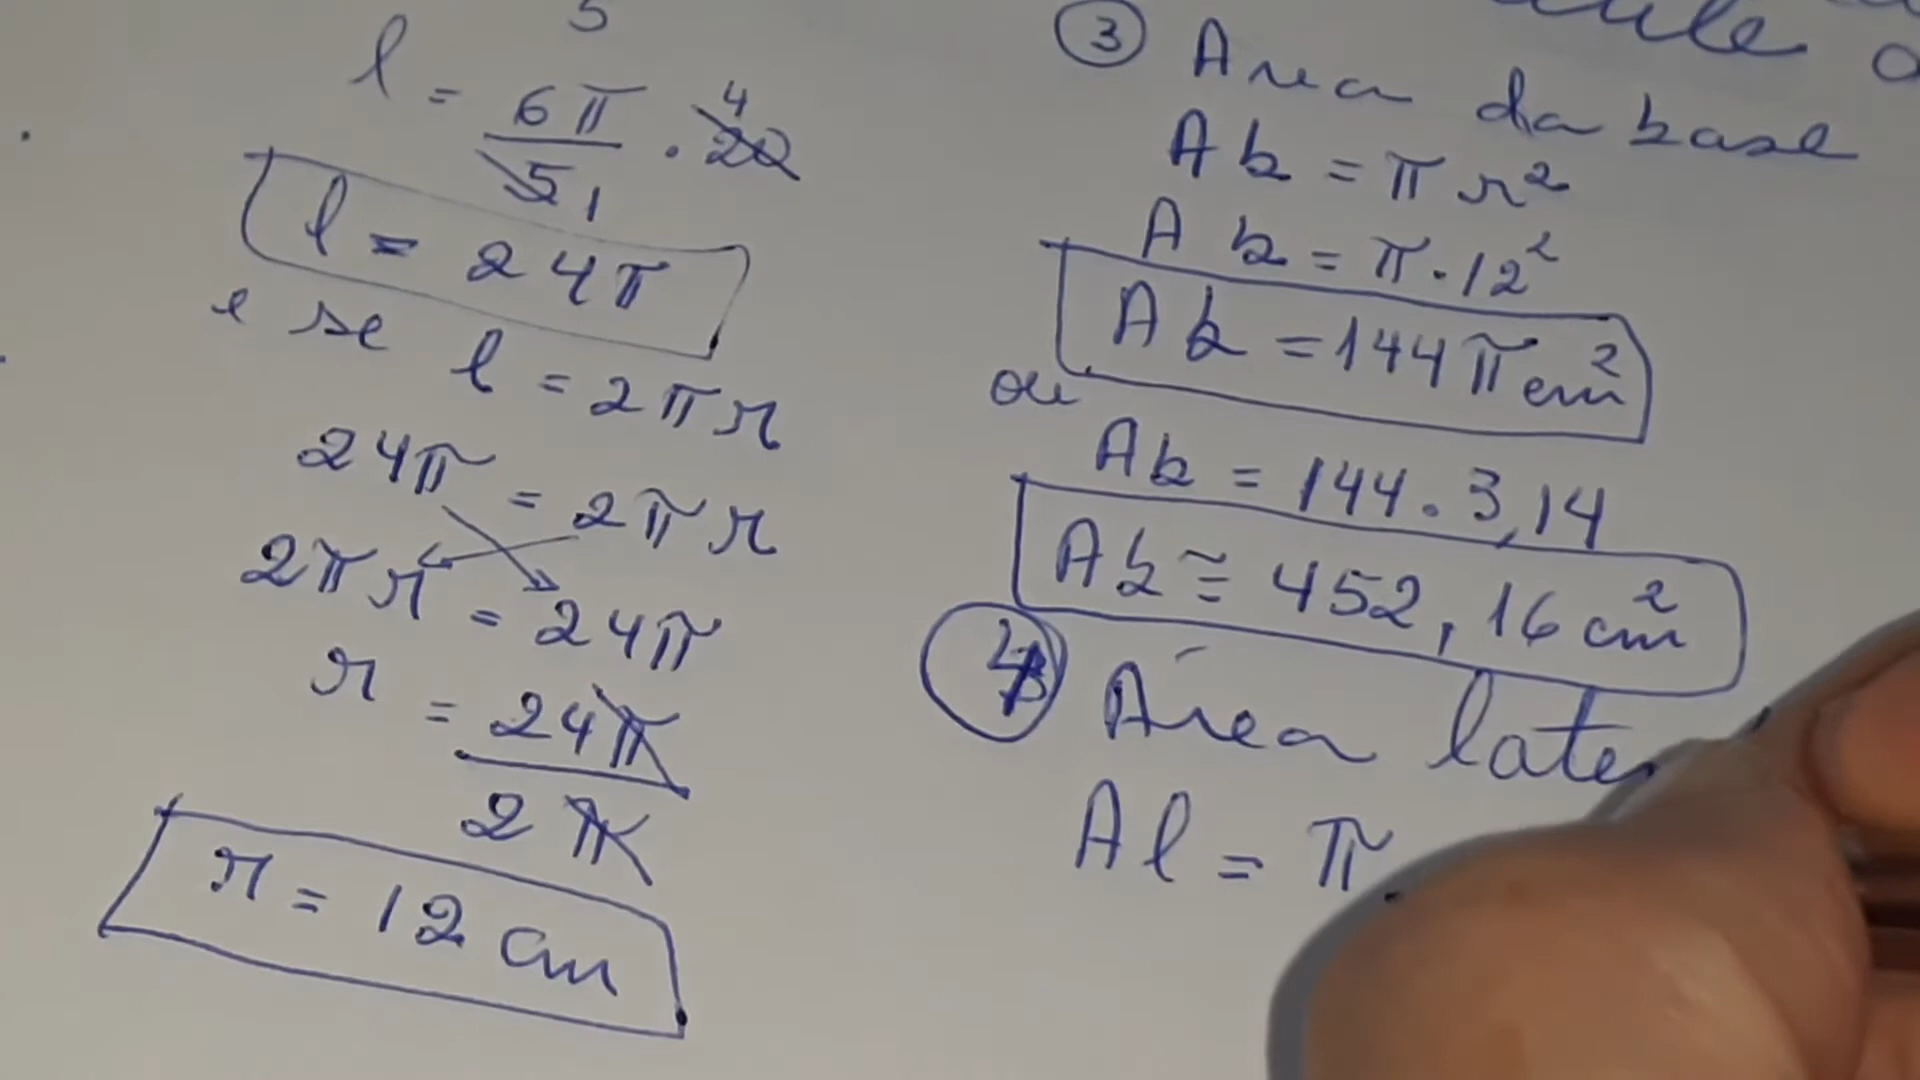 5
l = 6π/5 1 . 20 4
l = 24π
e se l = 2πr
24π = 2πr
2πr = 24π
r = 24π/2π
r = 12 cm
3 Area da base
Ab = πr²
Ab = π.12²
Ab = 144π cm²
ou
Ab = 144.3,14
Ab ≅ 452,16 cm²
4 Área late
Al = π.